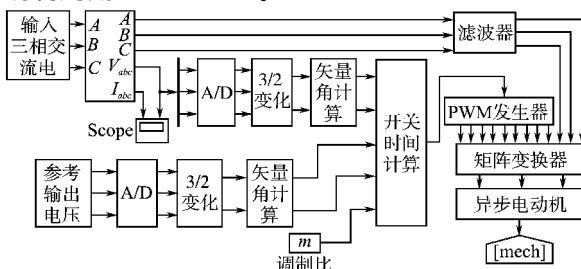 输入
三相交
流电
A
B
C
A
B
C
Vabc
Iabc
Scope
A/D
3/2
变化
矢量
角计
算
开关
时间
计算
滤波器
PWM发生器
矩阵变换器
异步电动机
[mech]
参考
输出
电压
A/D
3/2
变化
矢量
角计
算
m
调制比